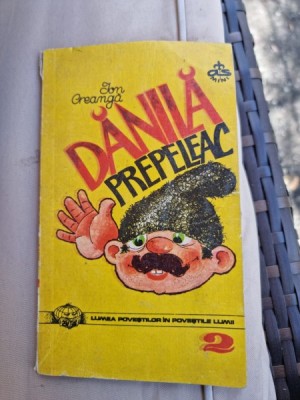 Ion
Creangă
DĂNILĂ
PREPELEAC
LUMEA POVEȘTILOR ÎN POVEȘTILE LUMII
2